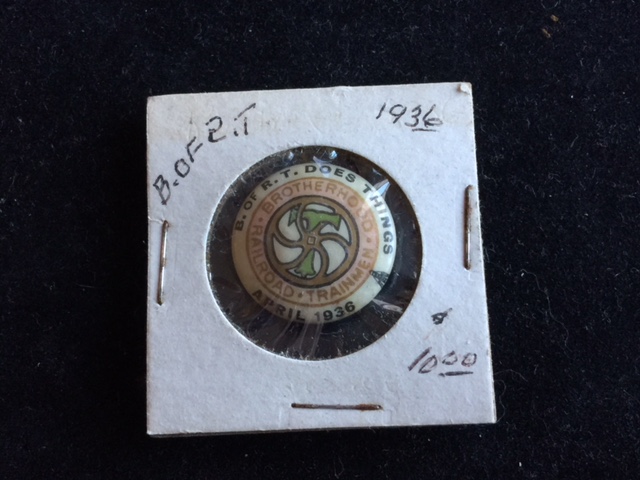 B. OF R.T
1936
B. OF R.T. DOES THINGS
BROTHERHOOD
RAILROAD • TRAINMEN
APRIL 1936
10.00